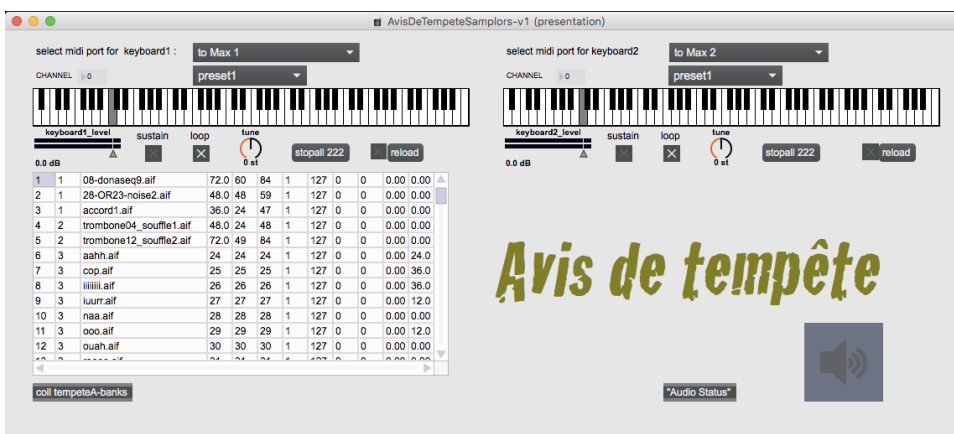 AvisDeTempeteSamplors-v1 (presentation)
select midi port for keyboard1 : to Max 1
CHANNEL 0 preset1
keyboard1_level sustain loop tune
0.0 dB 0 st stopall 222 reload
select midi port for keyboard2 to Max 2
CHANNEL 0 preset1
keyboard2_level sustain loop tune
0.0 dB 0 st stopall 222 reload
1 1 08-donaseq9.aif 72.0 60 84 1 127 0 0 0.00 0.00
2 1 28-OR23-noise2.aif 48.0 48 59 1 127 0 0 0.00 0.00
3 1 accord1.aif 36.0 24 47 1 127 0 0 0.00 0.00
4 2 trombone04_souffle1.aif 48.0 24 48 1 127 0 0 0.00 0.00
5 2 trombone12_souffle2.aif 72.0 49 84 1 127 0 0 0.00 0.00
6 3 aahh.aif 24 24 24 1 127 0 0 0.00 24.0
7 3 cop.aif 25 25 25 1 127 0 0 0.00 36.0
8 3 iiiiiiii.aif 26 26 26 1 127 0 0 0.00 36.0
9 3 iuurr.aif 27 27 27 1 127 0 0 0.00 12.0
10 3 naa.aif 28 28 28 1 127 0 0 0.00 0.00
11 3 ooo.aif 29 29 29 1 127 0 0 0.00 12.0
12 3 ouah.aif 30 30 30 1 127 0 0 0.00 0.00
Avis de tempête
coll tempeteA-banks
"Audio Status"